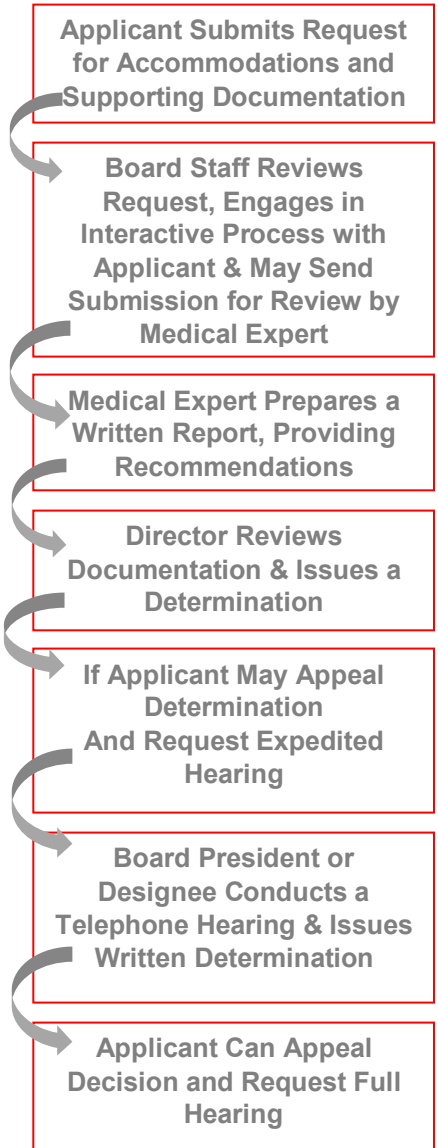 Applicant Submits Request
for Accommodations and
Supporting Documentation
Board Staff Reviews
Request, Engages in
Interactive Process with
Applicant & May Send
Submission for Review by
Medical Expert
Medical Expert Prepares a
Written Report, Providing
Recommendations
Director Reviews
Documentation & Issues a
Determination
If Applicant May Appeal
Determination
And Request Expedited
Hearing
Board President or
Designee Conducts a
Telephone Hearing & Issues
Written Determination
Applicant Can Appeal
Decision and Request Full
Hearing